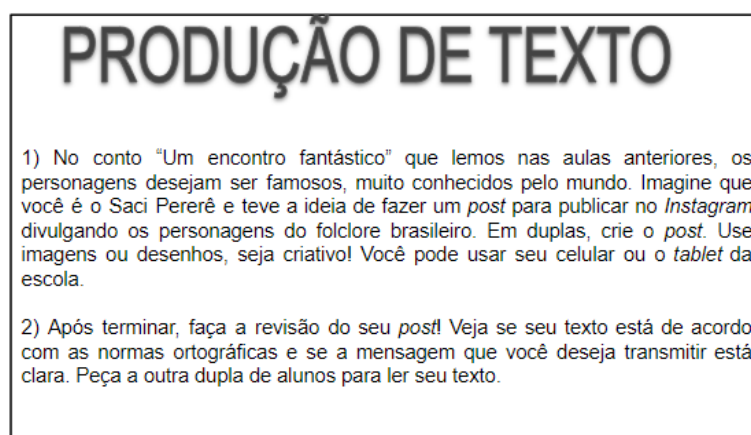 PRODUÇÃO DE TEXTO
1) No conto “Um encontro fantástico” que lemos nas aulas anteriores, os
personagens desejam ser famosos, muito conhecidos pelo mundo. Imagine que
você é o Saci Pererê e teve a ideia de fazer um post para publicar no Instagram
divulgando os personagens do folclore brasileiro. Em duplas, crie o post. Use
imagens ou desenhos, seja criativo! Você pode usar seu celular ou o tablet da
escola.
2) Após terminar, faça a revisão do seu post! Veja se seu texto está de acordo
com as normas ortográficas e se a mensagem que você deseja transmitir está
clara. Peça a outra dupla de alunos para ler seu texto.